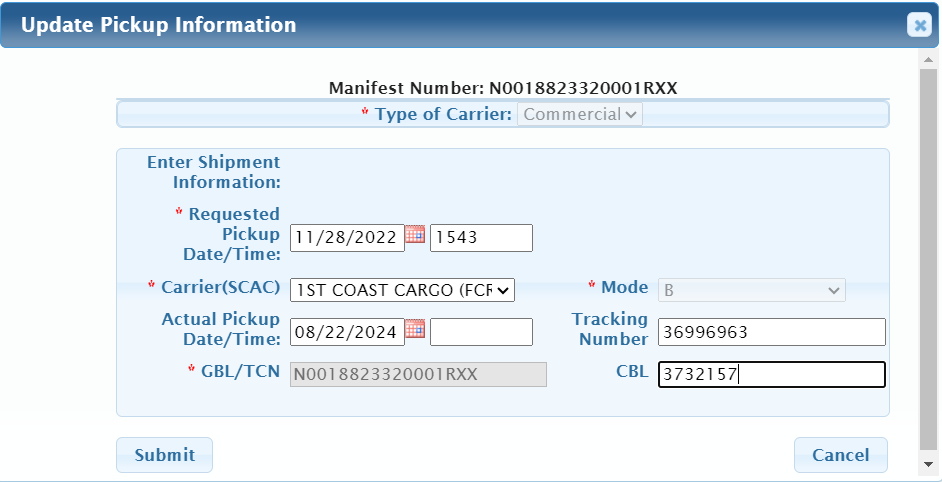 Update Pickup Information
Manifest Number: N0018823320001RXX
* Type of Carrier: Commercial
Enter Shipment
Information:
* Requested
Pickup
Date/Time: 11/28/2022 1543
* Carrier(SCAC) 1ST COAST CARGO (FCF * Mode B
Actual Pickup
Date/Time: 08/22/2024
Tracking
Number 36996963
* GBL/TCN N0018823320001RXX CBL 3732157
Submit Cancel